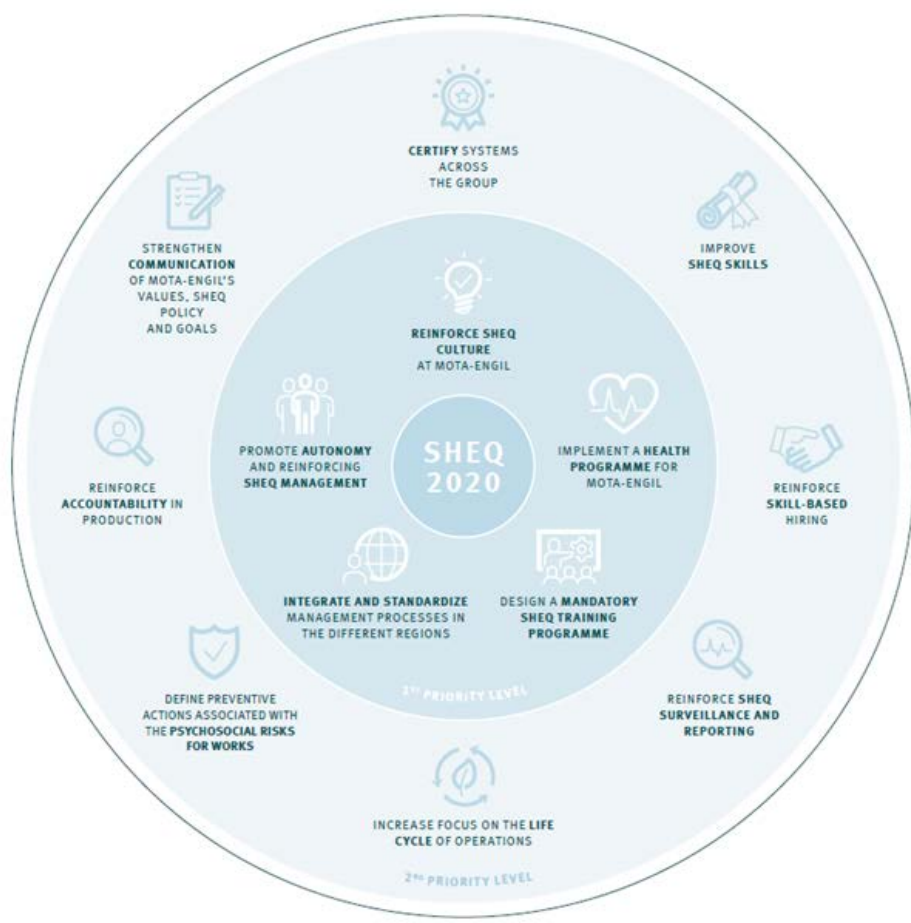 CERTIFY SYSTEMS
ACROSS
THE GROUP
STRENGTHEN
COMMUNICATION
OF MOTA-ENGIL'S
VALUES, SHEQ
POLICY
AND GOALS
IMPROVE
SHEQ SKILLS
REINFORCE SHEQ
CULTURE
AT MOTA-ENGIL
PROMOTE AUTONOMY
AND REINFORCING
SHEQ MANAGEMENT
SHEQ
2020
IMPLEMENT A HEALTH
PROGRAMME FOR
MOTA-ENGIL
REINFORCE
ACCOUNTABILITY IN
PRODUCTION
REINFORCE
SKILL-BASED
HIRING
INTEGRATE AND STANDARDIZE
MANAGEMENT PROCESSES IN
THE DIFFERENT REGIONS
DESIGN A MANDATORY
SHEQ TRAINING
PROGRAMME
1ST PRIORITY LEVEL
DEFINE PREVENTIVE
ACTIONS ASSOCIATED WITH
THE PSYCHOSOCIAL RISKS
FOR WORKS
REINFORCE SHEQ
SURVEILLANCE AND
REPORTING
INCREASE FOCUS ON THE LIFE
CYCLE OF OPERATIONS
2ND PRIORITY LEVEL